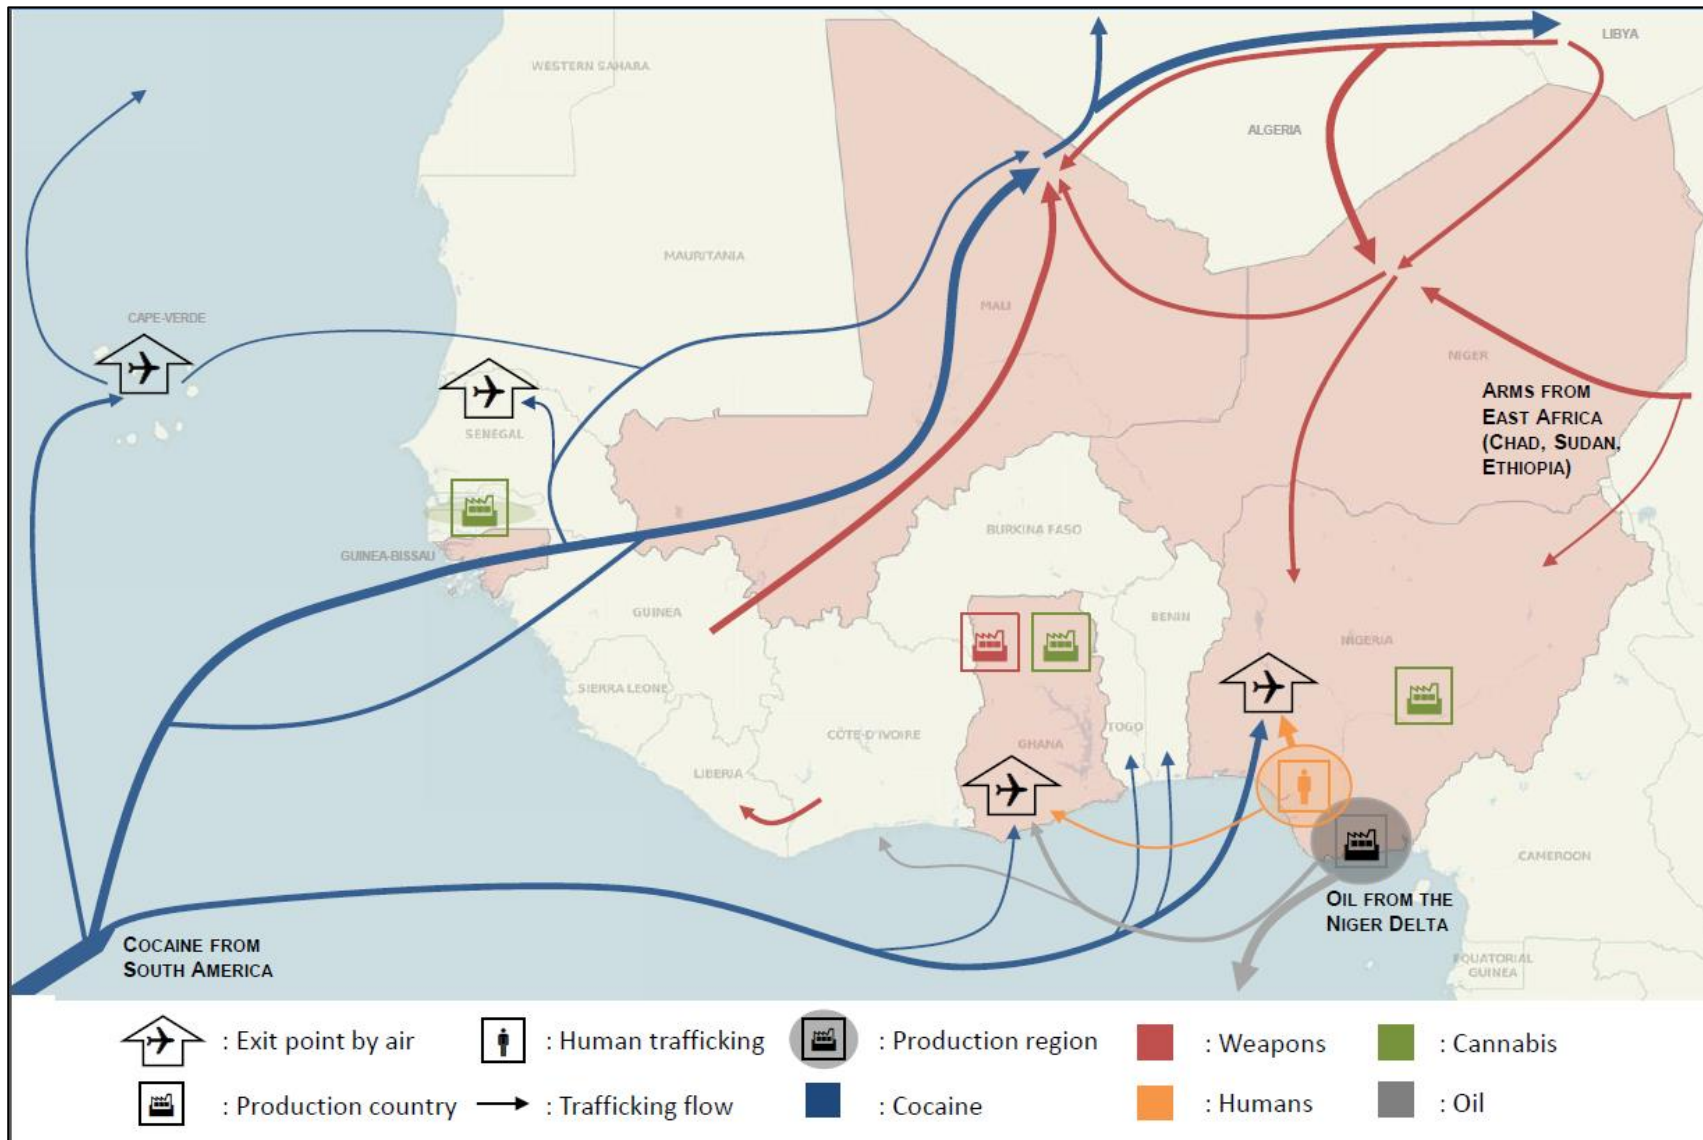 WESTERN SAHARA
LIBYA
ALGERIA
MAURITANIA
CAPE-VERDE
MALI
NIGER
ARMS FROM
EAST AFRICA
(CHAD, SUDAN,
ETHIOPIA)
SENEGAL
BURKINA FASO
GUINEA-BISSAU
GUINEA
BENIN
NIGERIA
SIERRA LEONE
CÔTE-D'IVOIRE
GHANA
TOGO
LIBERIA
CAMEROON
OIL FROM THE
NIGER DELTA
COCAINE FROM
SOUTH AMERICA
EQUATORIAL
GUINEA
: Exit point by air
: Human trafficking
: Production region
: Weapons
: Cannabis
: Production country
: Trafficking flow
: Cocaine
: Humans
: Oil